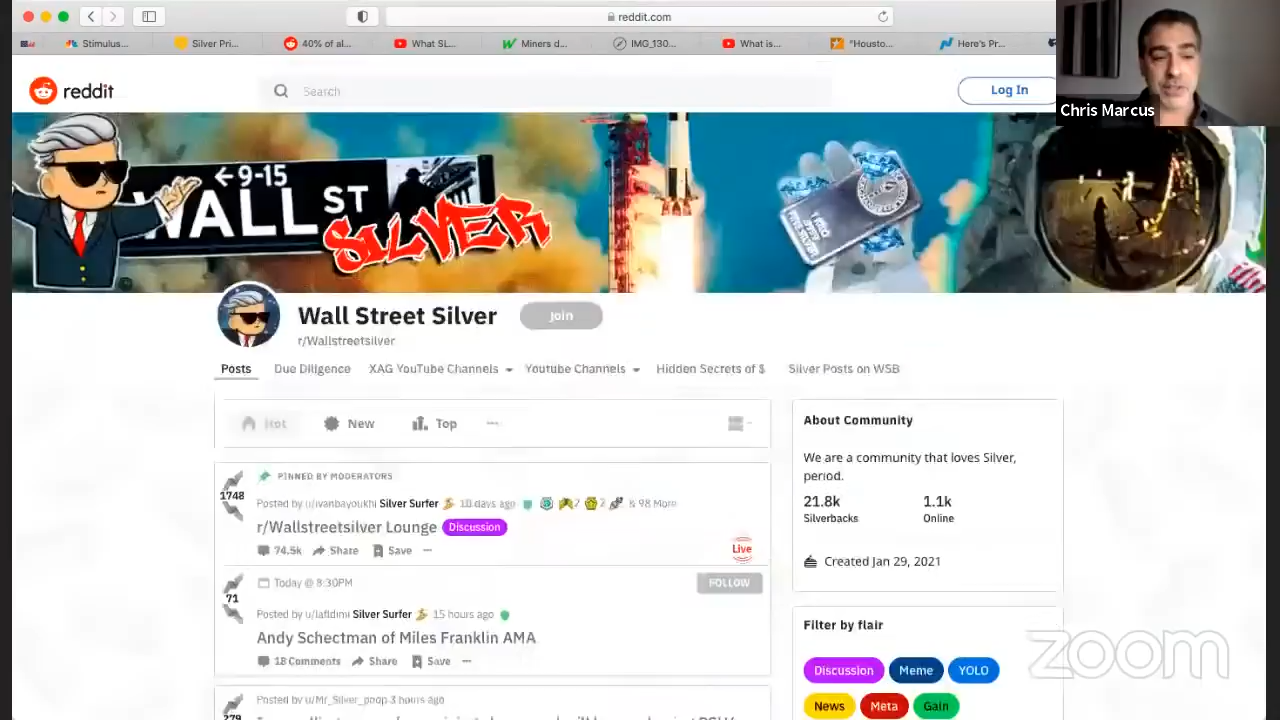 reddit.com
Stimulus...
Silver Pri...
40% of al...
What SL...
Miners d...
IMG_130...
What is...
"Housto...
Here's Pr...
reddit
Search
Log In
Chris Marcus
←9-15
WALL ST
SILVER
Wall Street Silver
Join
r/Wallstreetsilver
Posts
Due Diligence
XAG YouTube Channels
Youtube Channels
Hidden Secrets of $
Silver Posts on WSB
Hot
New
Top
...
About Community
We are a community that loves Silver,
period.
21.8k
1.1k
Silverbacks
Online
Created Jan 29, 2021
PINNED BY MODERATORS
1748
Posted by u/ivanbayoukhi Silver Surfer 10 days ago 7 2 & 98 More
r/Wallstreetsilver Lounge Discussion
74.5k Share Save ...
Live
Today @ 8:30PM
FOLLOW
71
Posted by Silver Surfer 15 hours ago
Andy Schectman of Miles Franklin AMA
18 Comments Share Save ...
Posted by u/Mr_Silver_poop 3 hours ago
279
Filter by flair
Discussion
Meme
YOLO
News
Meta
Gain
zoom